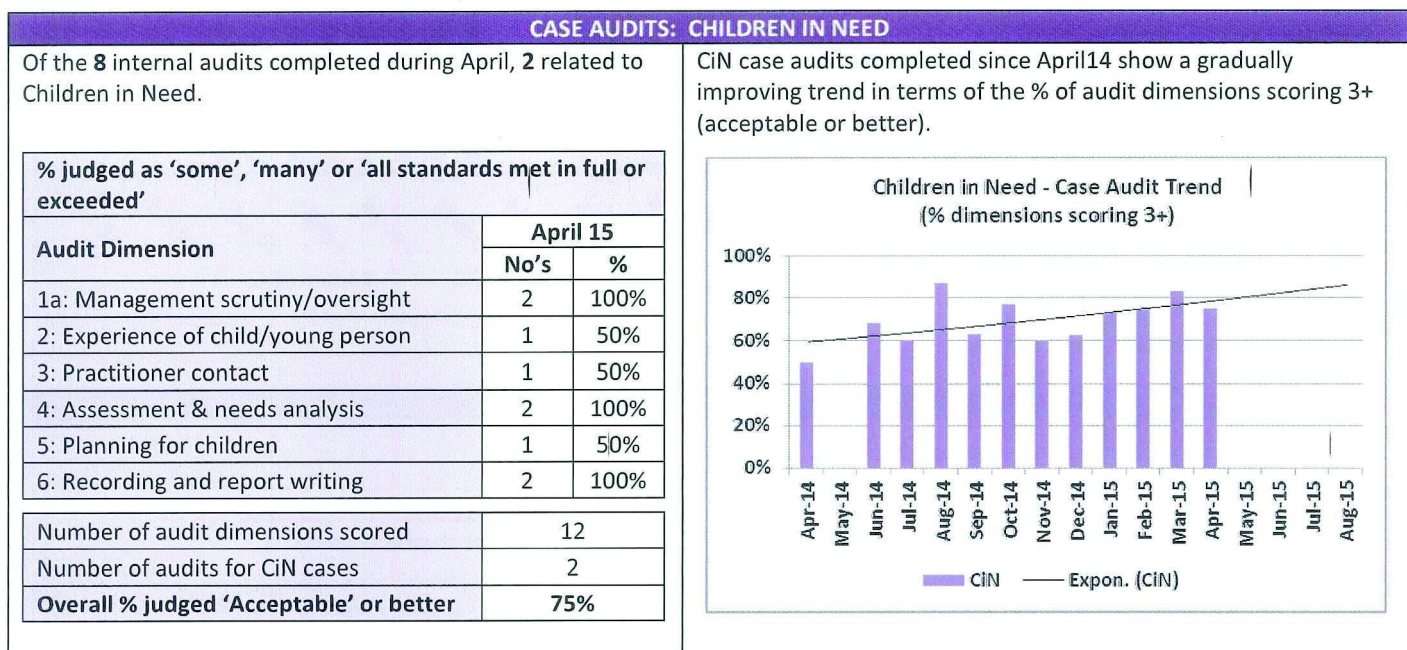 CASE AUDITS: CHILDREN IN NEED
Of the 8 internal audits completed during April, 2 related to
Children in Need.
% judged as ‘some’, ‘many’ or ‘all standards met in full or
exceeded’
Audit Dimension
April 15
No’s %
1a: Management scrutiny/oversight 2 100%
2: Experience of child/young person 1 50%
3: Practitioner contact 1 50%
4: Assessment & needs analysis 2 100%
5: Planning for children 1 50%
6: Recording and report writing 2 100%
Number of audit dimensions scored 12
Number of audits for CiN cases 2
Overall % judged ‘Acceptable’ or better 75%
CiN case audits completed since April14 show a gradually
improving trend in terms of the % of audit dimensions scoring 3+
(acceptable or better).
Children in Need - Case Audit Trend
(% dimensions scoring 3+)
100%
80%
60%
40%
20%
0%
Apr-14
May-14
Jun-14
Jul-14
Aug-14
Sep-14
Oct-14
Nov-14
Dec-14
Jan-15
Feb-15
Mar-15
Apr-15
May-15
Jun-15
Jul-15
Aug-15
CiN Expon. (CiN)